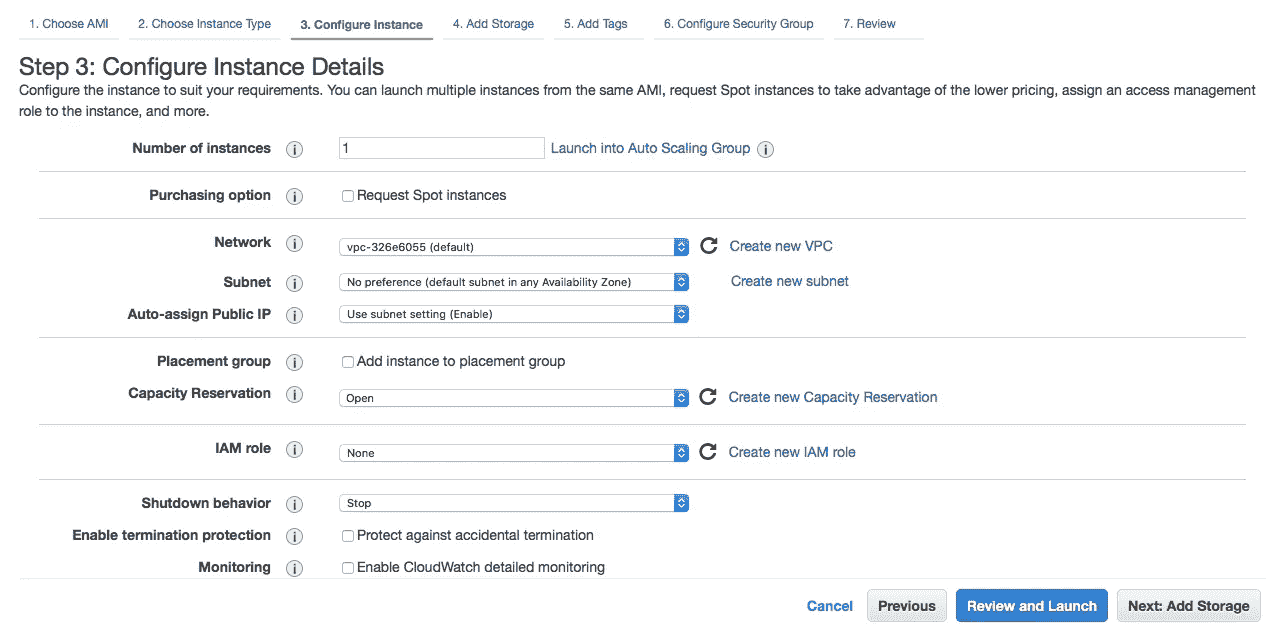 1. Choose AMI 2. Choose Instance Type 3. Configure Instance 4. Add Storage 5. Add Tags 6. Configure Security Group 7. Review
Step 3: Configure Instance Details
Configure the instance to suit your requirements. You can launch multiple instances from the same AMI, request Spot instances to take advantage of the lower pricing, assign an access management
role to the instance, and more.
Number of instances i 1 Launch into Auto Scaling Group i
Purchasing option i Request Spot instances
Network i vpc-326e6055 (default) Create new VPC
Subnet i No preference (default subnet in any Availability Zone) Create new subnet
Auto-assign Public IP i Use subnet setting (Enable)
Placement group i Add instance to placement group
Capacity Reservation i Open Create new Capacity Reservation
IAM role i None Create new IAM role
Shutdown behavior i Stop
Enable termination protection i Protect against accidental termination
Monitoring i Enable CloudWatch detailed monitoring
Cancel Previous Review and Launch Next: Add Storage